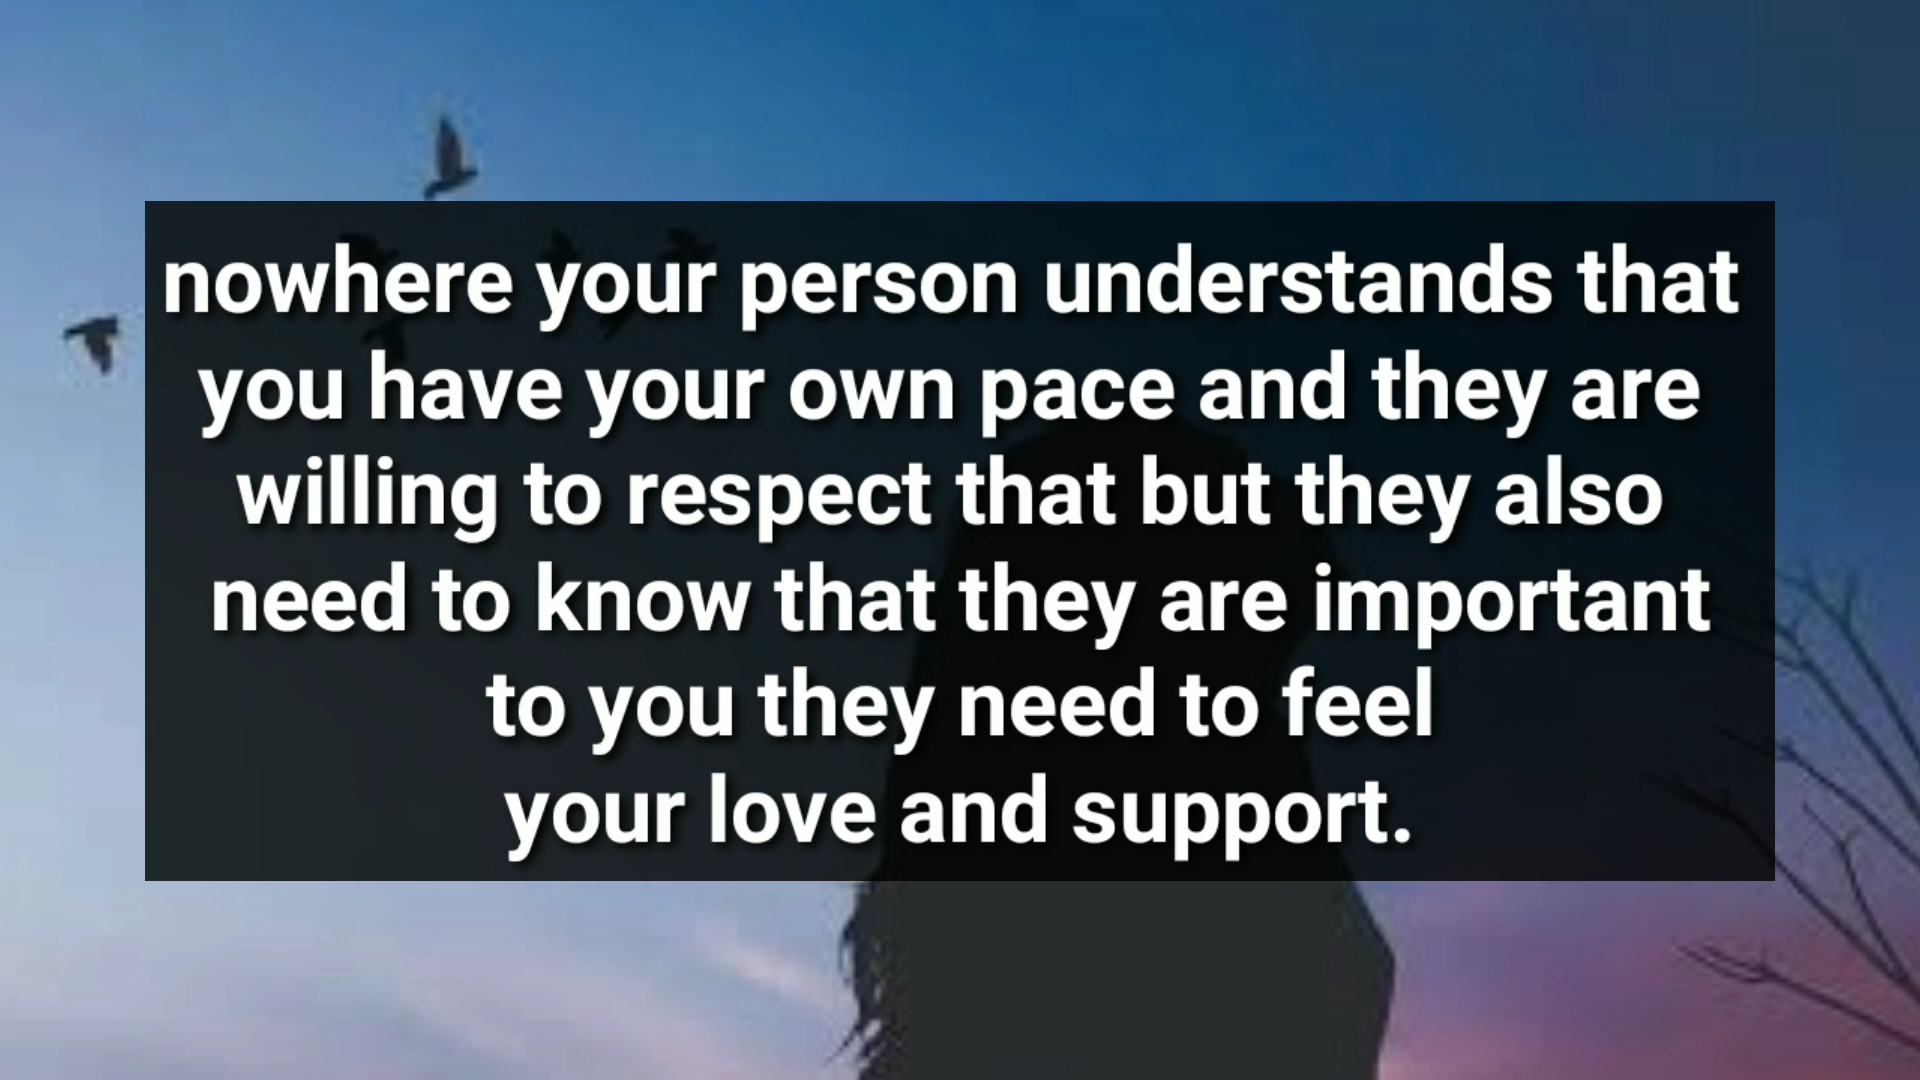 nowhere your person understands that
you have your own pace and they are
willing to respect that but they also
need to know that they are important
to you they need to feel
your love and support.